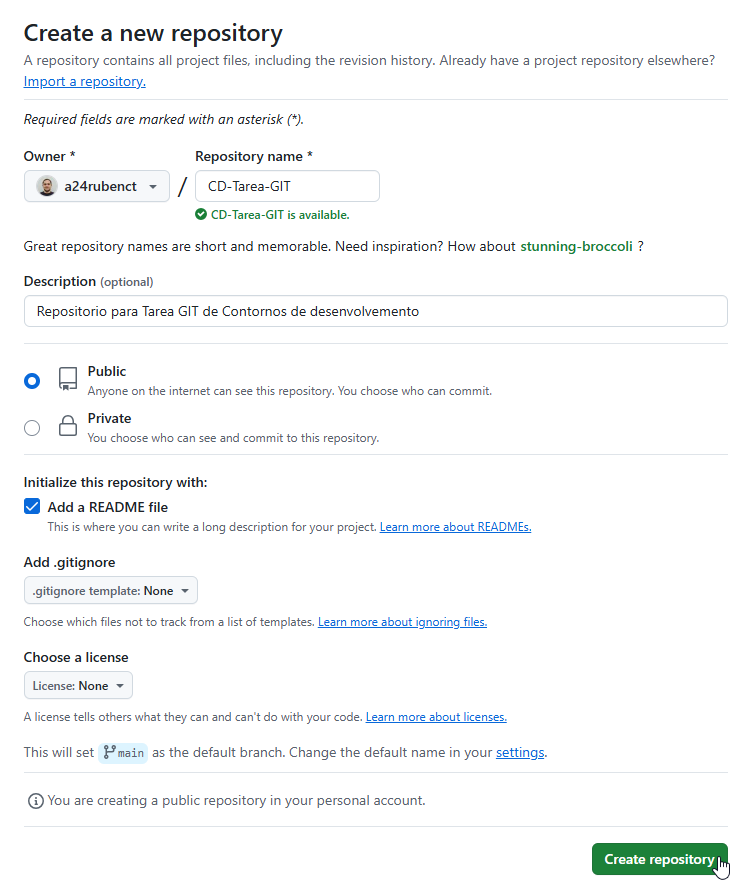 Create a new repository
A repository contains all project files, including the revision history. Already have a project repository elsewhere?
Import a repository.
Required fields are marked with an asterisk (*).
Owner * Repository name *
a24rubenct / CD-Tarea-GIT
CD-Tarea-GIT is available.
Great repository names are short and memorable. Need inspiration? How about stunning-broccoli ?
Description (optional)
Repositorio para Tarea GIT de Contornos de desenvolvemento
Public
Anyone on the internet can see this repository. You choose who can commit.
Private
You choose who can see and commit to this repository.
Initialize this repository with:
Add a README file
This is where you can write a long description for your project. Learn more about READMEs.
Add .gitignore
.gitignore template: None
Choose which files not to track from a list of templates. Learn more about ignoring files.
Choose a license
License: None
A license tells others what they can and can't do with your code. Learn more about licenses.
This will set main as the default branch. Change the default name in your settings.
You are creating a public repository in your personal account.
Create repository